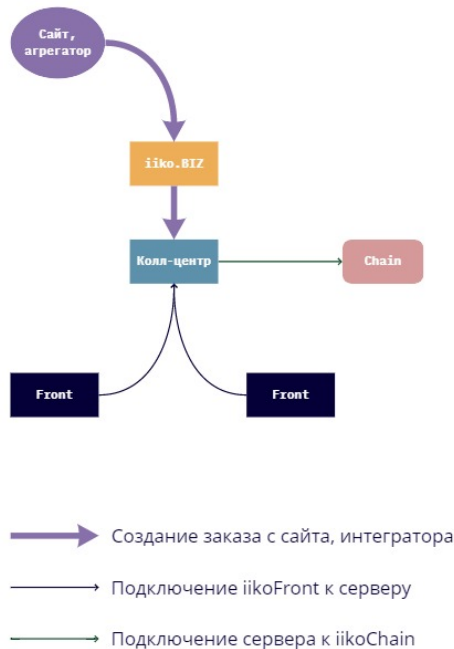 Сайт,
агрегатор
iiko.BIZ
Колл-центр
Chain
Front
Front
Создание заказа с сайта, интегратора
Подключение iikoFront к серверу
Подключение сервера к iikoChain